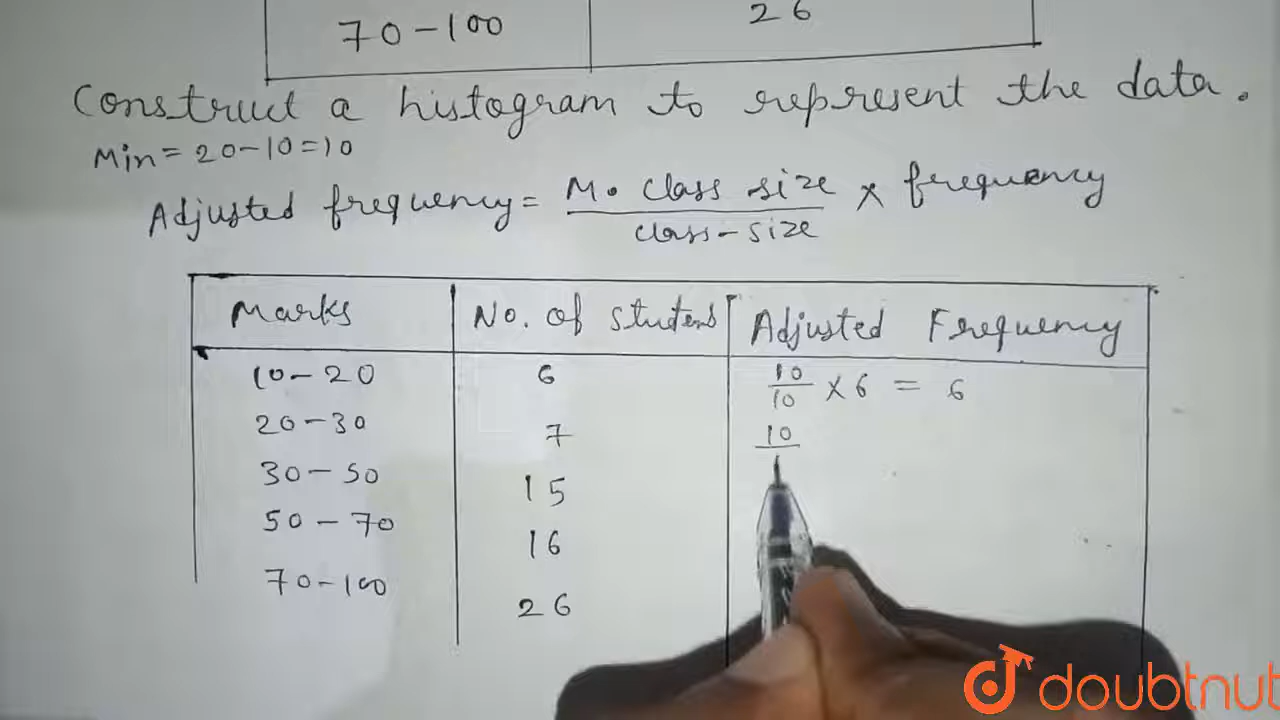 70-100 26
Construct a histogram to represent the data.
Min = 20-10=10
Adjusted frequency = M. class size / class-size × frequency
Marks No. of Studens Adjusted Frequency
10-20 6 10/10 × 6 = 6
20-30 7 10/1
30-50 15
50-70 16
70-100 26
doubtnut